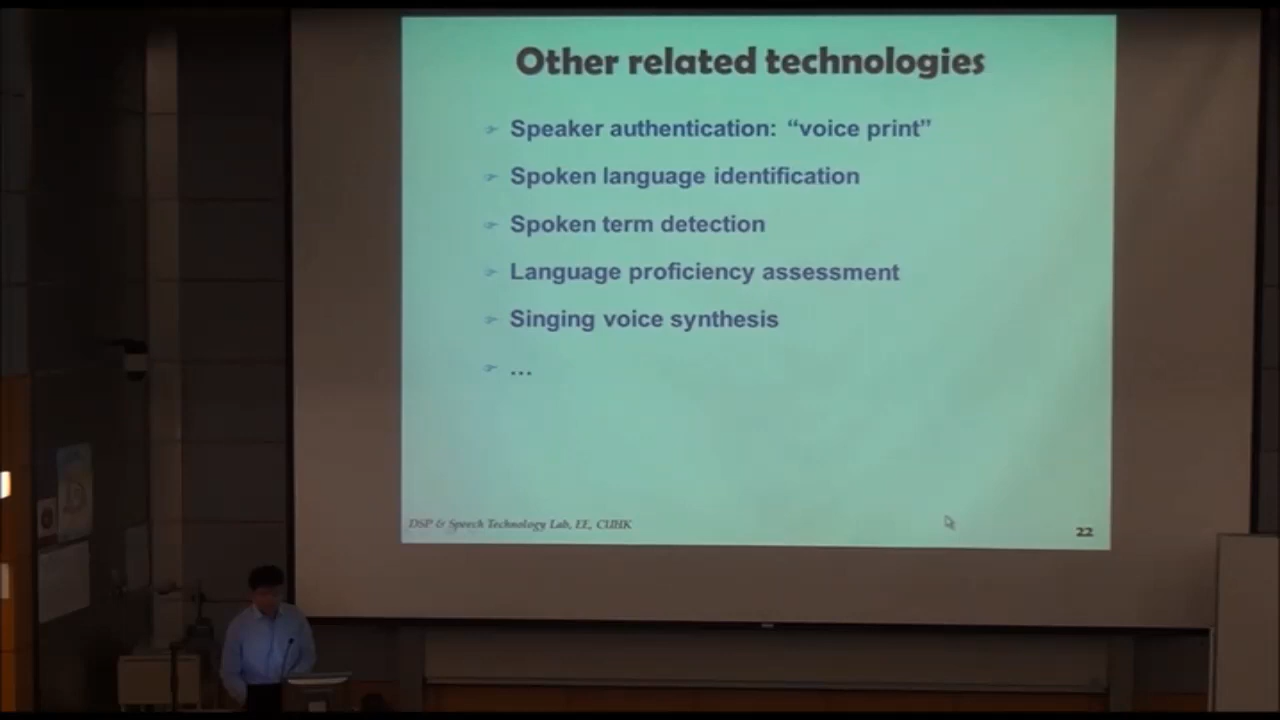 Other related technologies
☞ Speaker authentication: “voice print”
☞ Spoken language identification
☞ Spoken term detection
☞ Language proficiency assessment
☞ Singing voice synthesis
☞ …
DSP & Speech Technology Lab, EE, CUHK
22